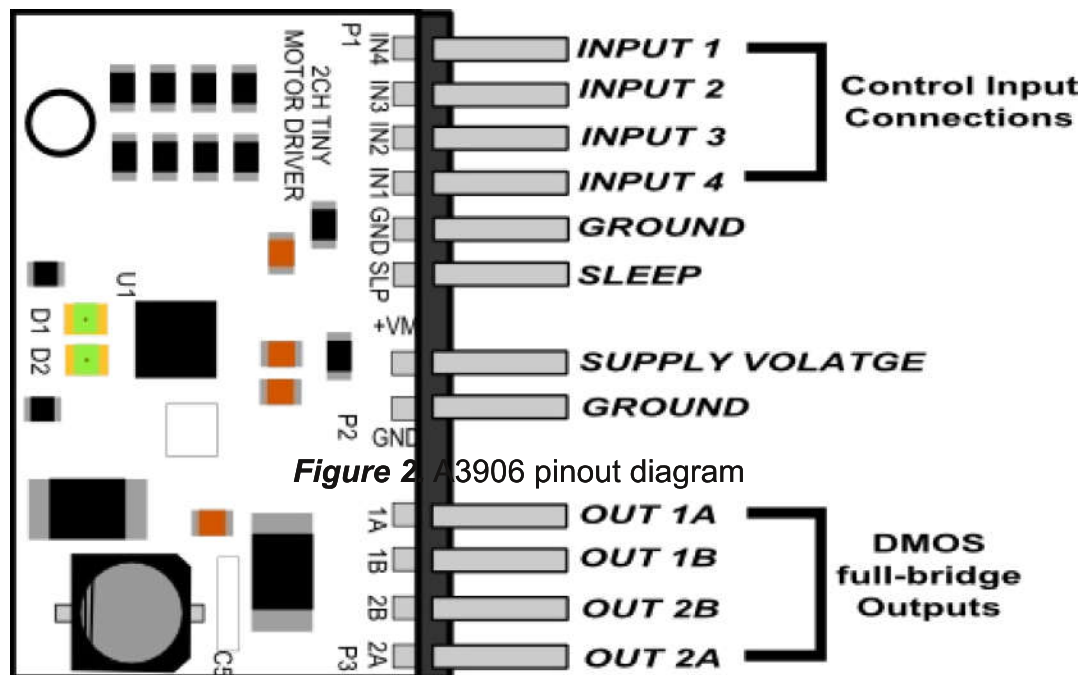 P1
IN4
INPUT 1
IN3
INPUT 2
IN2
INPUT 3
IN1
INPUT 4
Control Input
Connections
2CH TINY
MOTOR DRIVER
GND
GROUND
SLP
SLEEP
U1
D1
D2
+VM
SUPPLY VOLATGE
P2
GND
GROUND
Figure 2. A3906 pinout diagram
1A
OUT 1A
1B
OUT 1B
2B
OUT 2B
2A
OUT 2A
DMOS
full-bridge
Outputs
P3
C5